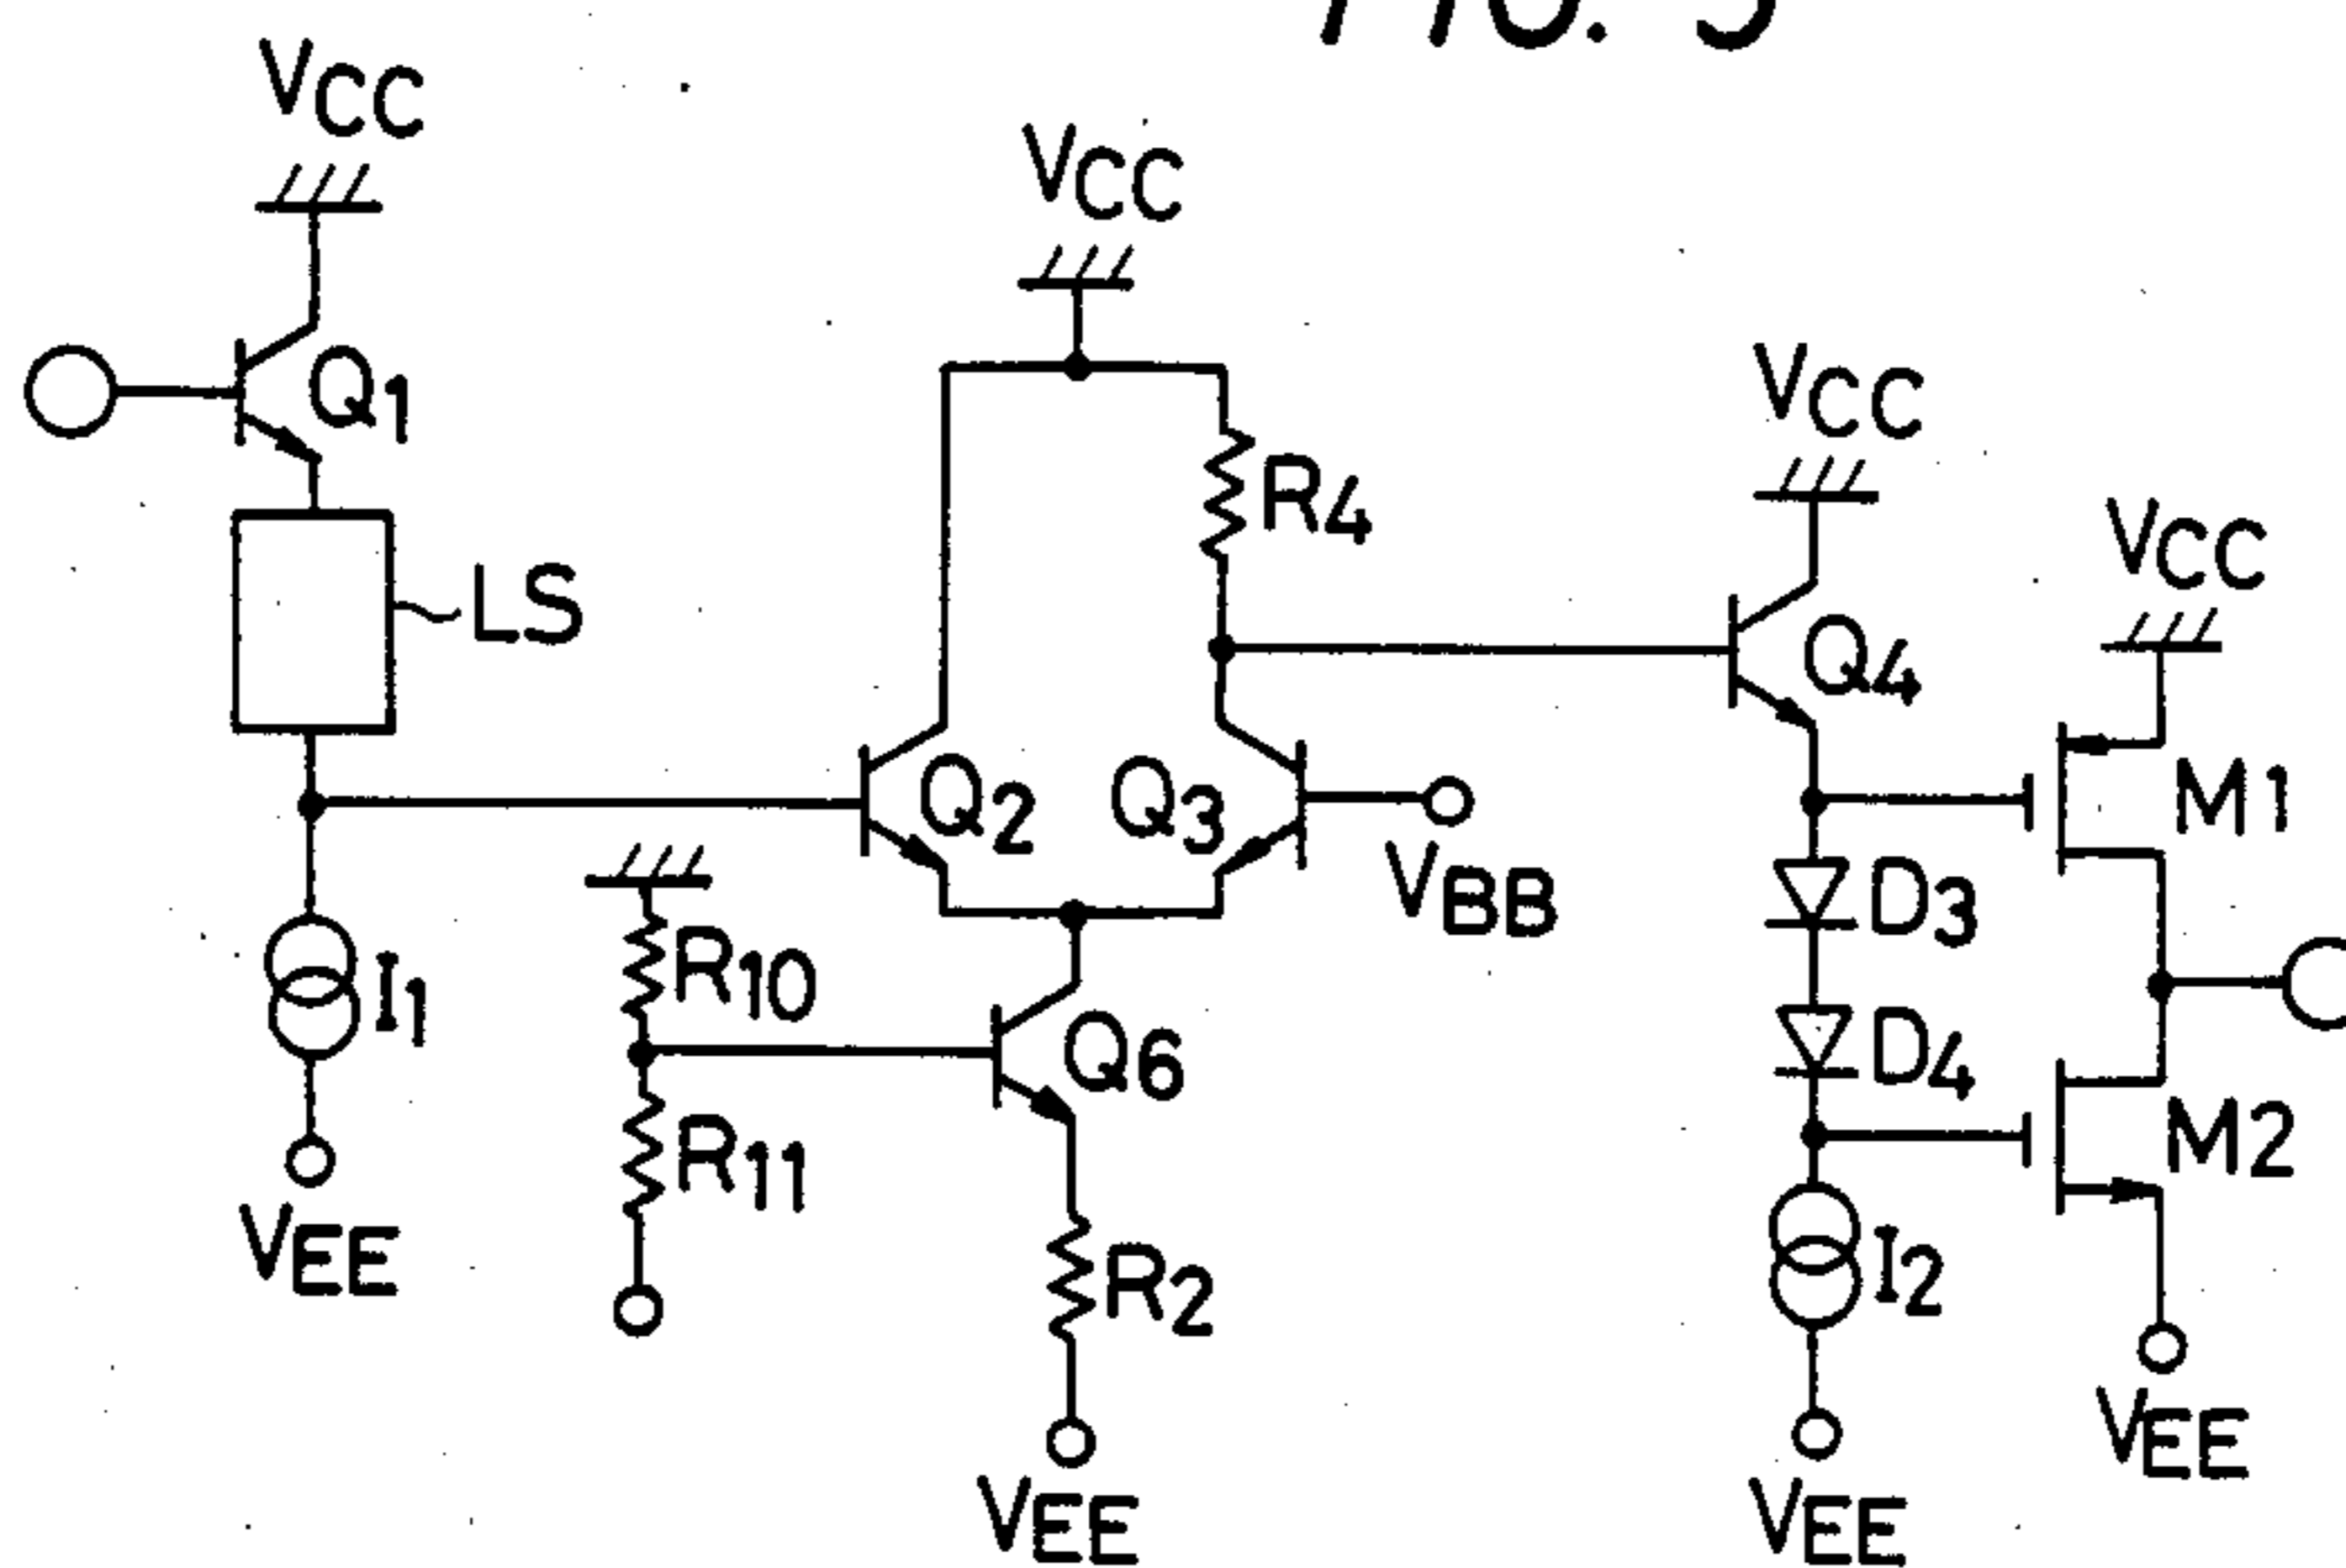 VCC
VCC
Q1
VCC
R4
VCC
LS
Q4
Q2
Q3
M1
VBB
D3
R10
I1
Q6
D4
R11
M2
VEE
R2
I2
VEE
VEE
VEE